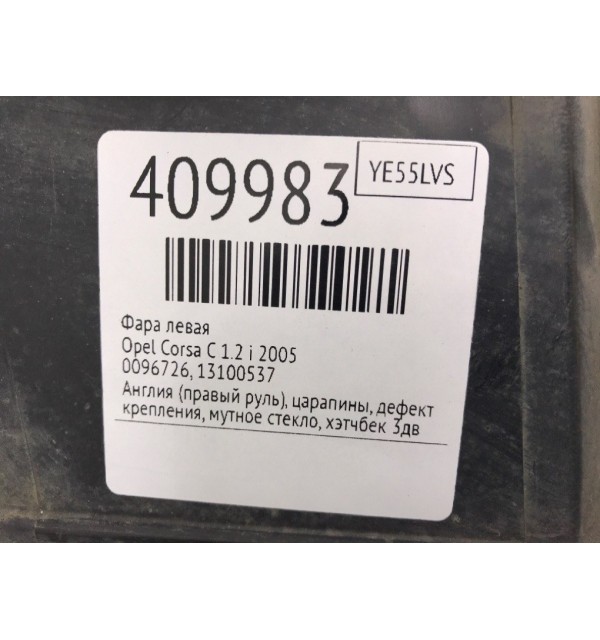 409983
YE55LVS
Фара левая
Opel Corsa C 1.2 i 2005
0096726, 13100537
Англия (правый руль), царапины, дефект
крепления, мутное стекло, хэтчбек 3дв